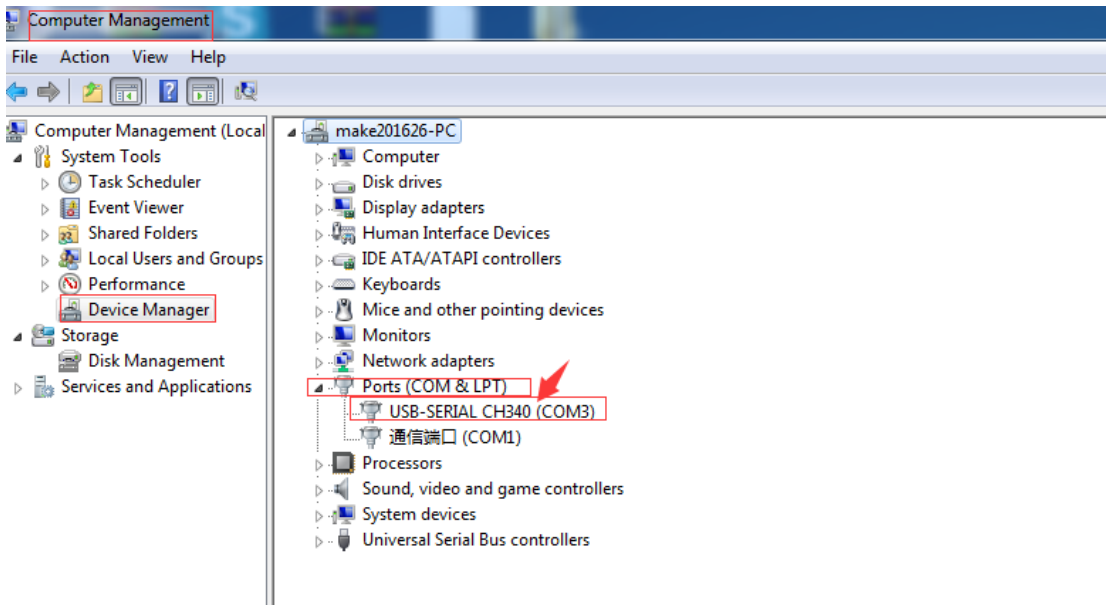 Computer Management
File Action View Help
Computer Management (Local
System Tools
Task Scheduler
Event Viewer
Shared Folders
Local Users and Groups
Performance
Device Manager
Storage
Disk Management
Services and Applications
make201626-PC
Computer
Disk drives
Display adapters
Human Interface Devices
IDE ATA/ATAPI controllers
Keyboards
Mice and other pointing devices
Monitors
Network adapters
Ports (COM & LPT)
USB-SERIAL CH340 (COM3)
通信端口 (COM1)
Processors
Sound, video and game controllers
System devices
Universal Serial Bus controllers